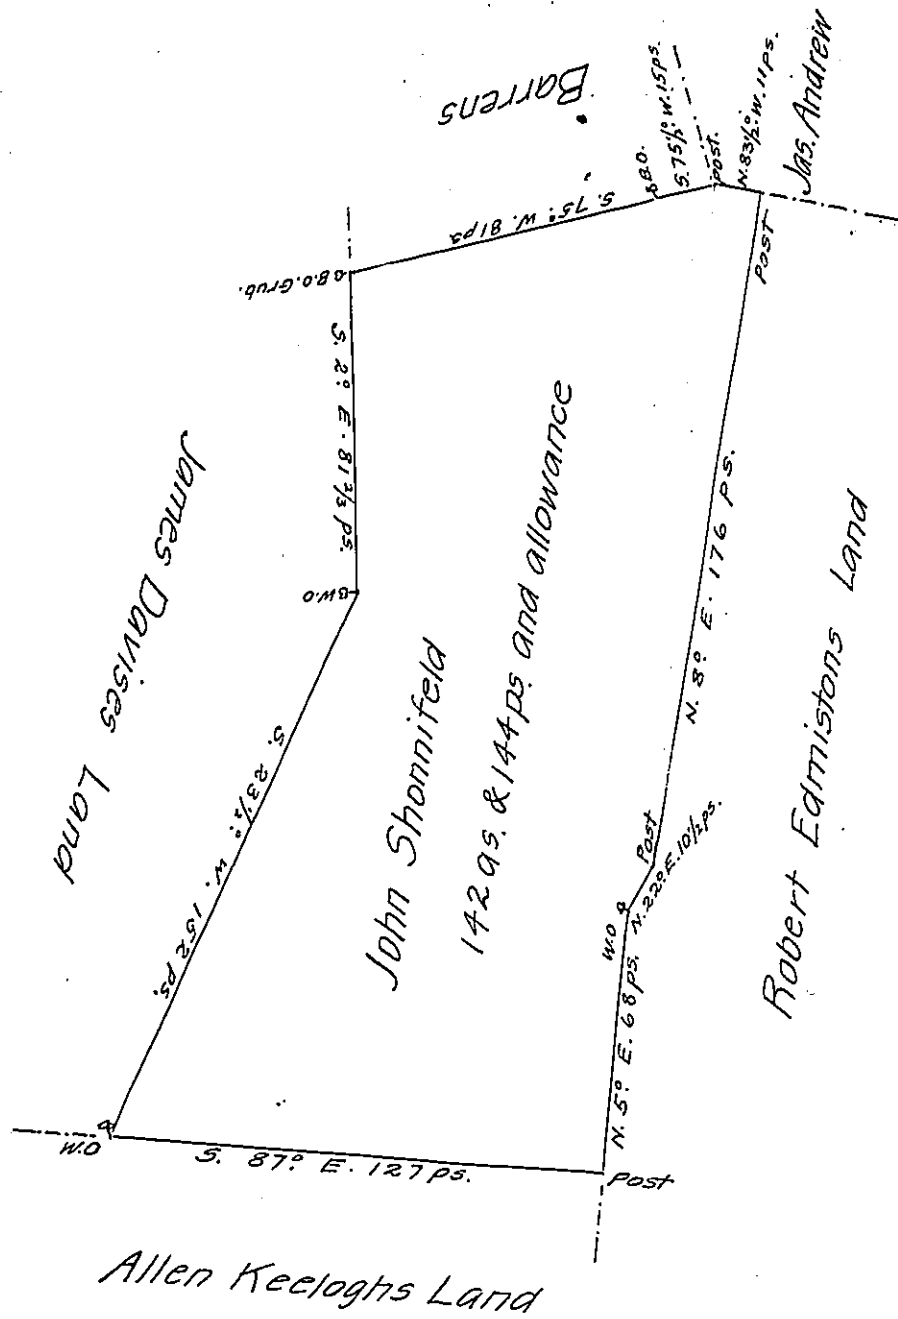 Barrens
S. 75° W. 81 ps
B.O.
S. 75½° W. 15 ps.
Post.
N. 83½° W. 11 ps.
Jas. Andrew
Post
B.O. Grub.
S. 2° E. 81⅔ ps.
W.O
James Davises Land
S. 23½° W. 152 ps.
John Shonnifeld
142 as. & 144 ps. and allowance
N. 8° E. 176 ps.
Robert Edmistons Land
Post
N. 22° E. 10½ ps.
W.O
N. 5° E. 68 ps.
W.O
S. 87° E. 127 ps.
Post
Allen Keeloghs Land